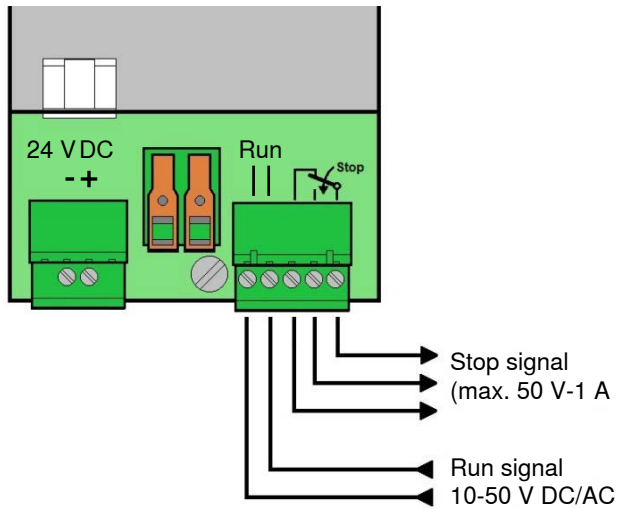 24 VDC
- +
Run
Stop
Stop signal
(max. 50 V-1 A
Run signal
10-50 V DC/AC